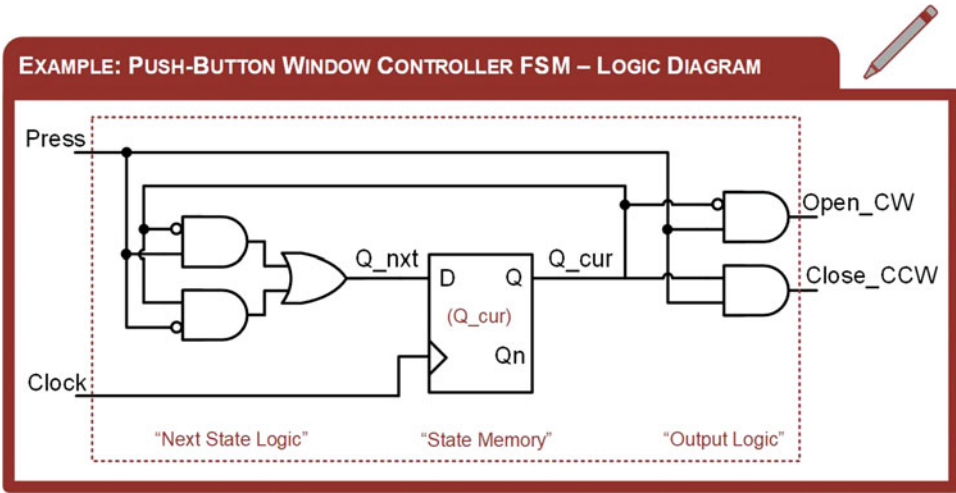 EXAMPLE: PUSH-BUTTON WINDOW CONTROLLER FSM – LOGIC DIAGRAM
Press
Open_CW
Q_nxt
Q_cur
D
Q
Close_CCW
(Q_cur)
Qn
Clock
"Next State Logic"
"State Memory"
"Output Logic"